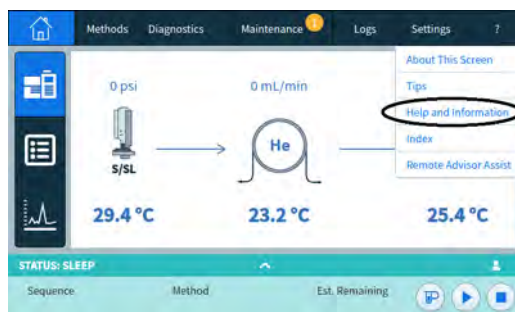 Methods Diagnostics Maintenance 1 Logs Settings ?
About This Screen
Tips
Help and Information
Index
Remote Advisor Assist
0 psi 0 mL/min
He
S/SL
29.4 °C 23.2 °C 25.4 °C
STATUS: SLEEP
Sequence Method Est. Remaining
P